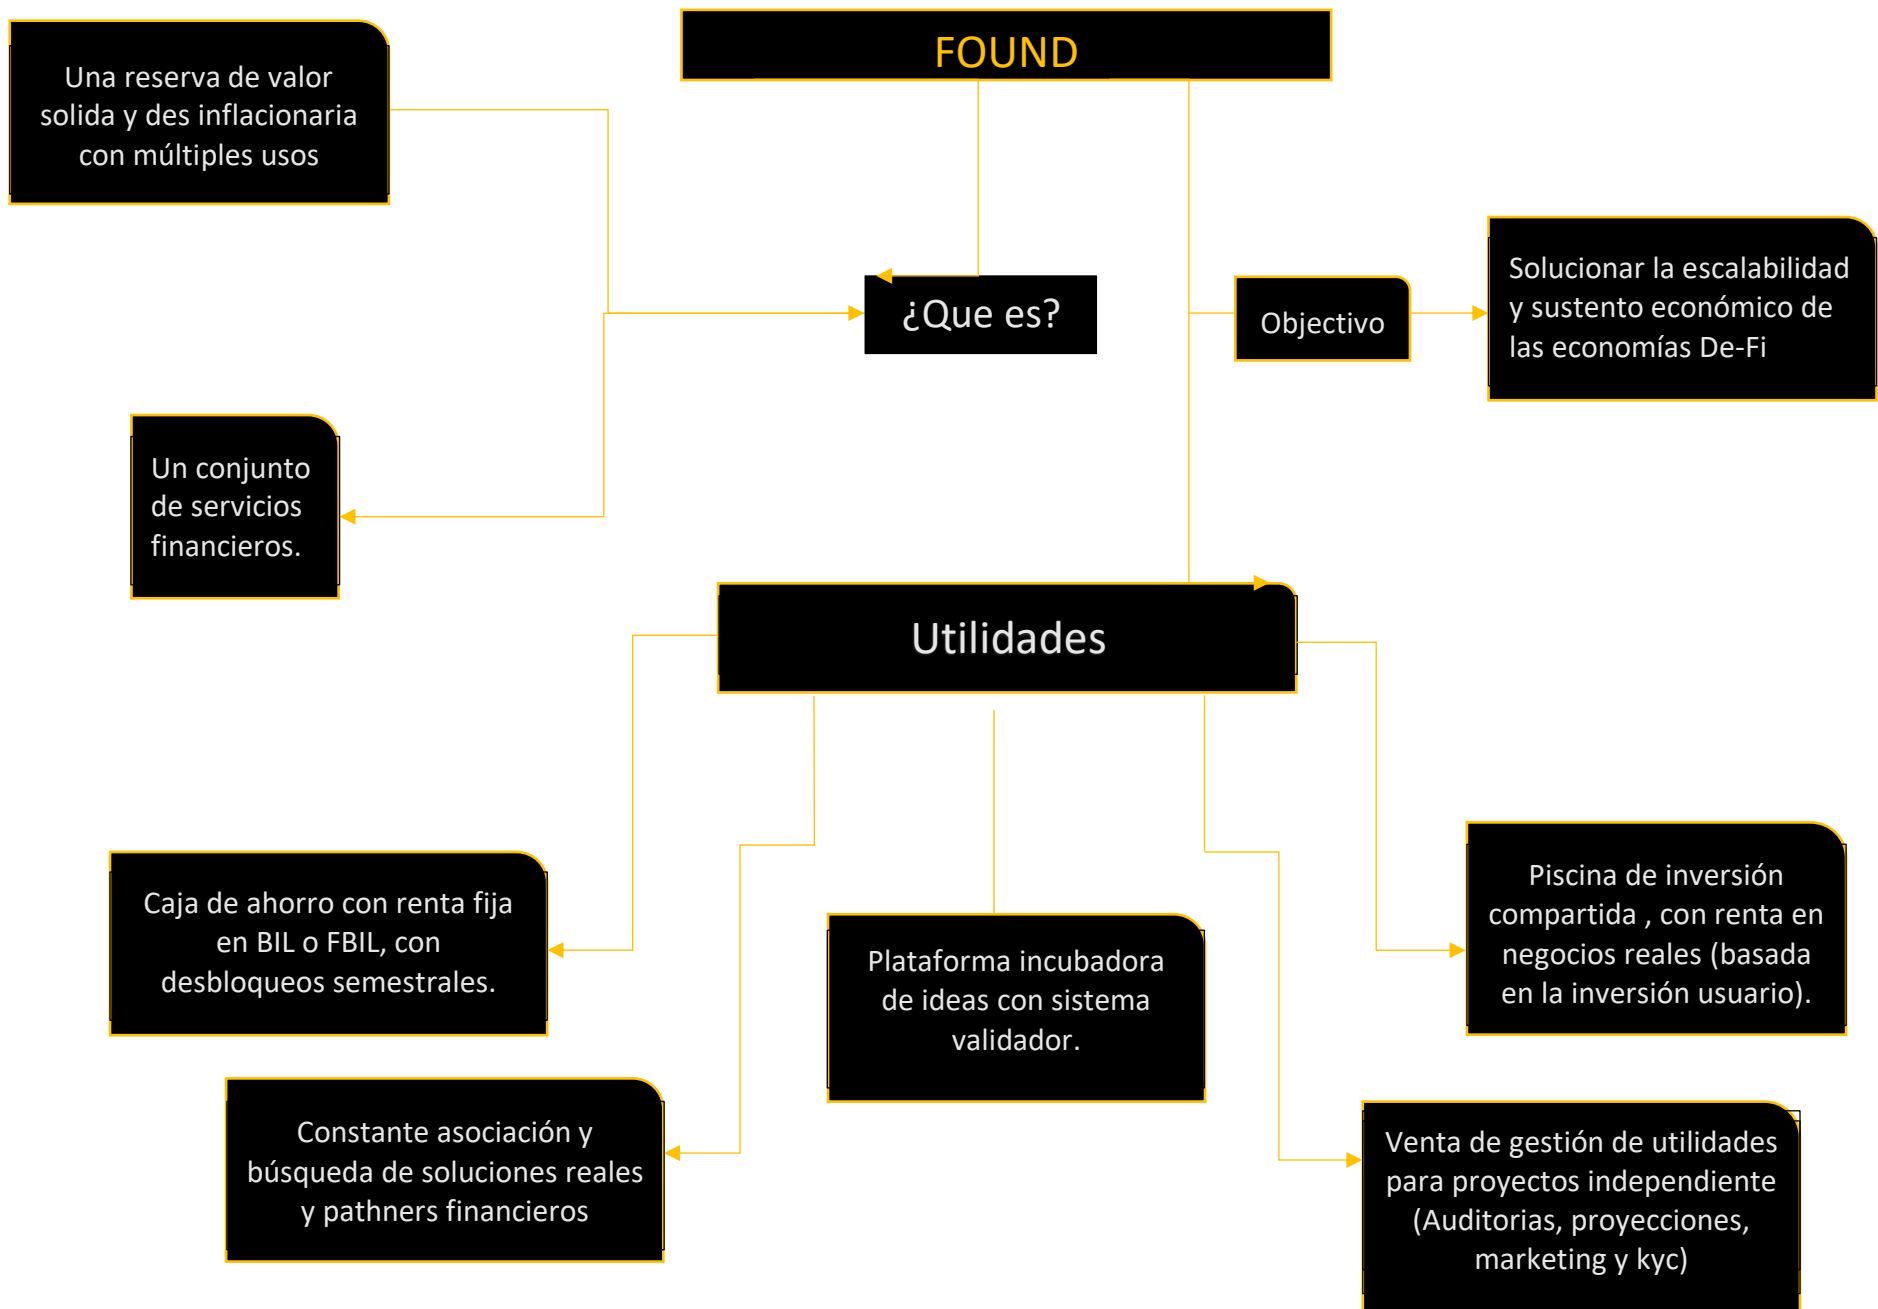 FOUND
Una reserva de valor
solida y des inflacionaria
con múltiples usos
¿Que es?
Objectivo
Solucionar la escalabilidad
y sustento económico de
las economías De-Fi
Un conjunto
de servicios
financieros.
Utilidades
Caja de ahorro con renta fija
en BIL o FBIL, con
desbloqueos semestrales.
Plataforma incubadora
de ideas con sistema
validador.
Piscina de inversión
compartida , con renta en
negocios reales (basada
en la inversión usuario).
Constante asociación y
búsqueda de soluciones reales
y pathners financieros
Venta de gestión de utilidades
para proyectos independiente
(Auditorias, proyecciones,
marketing y kyc)